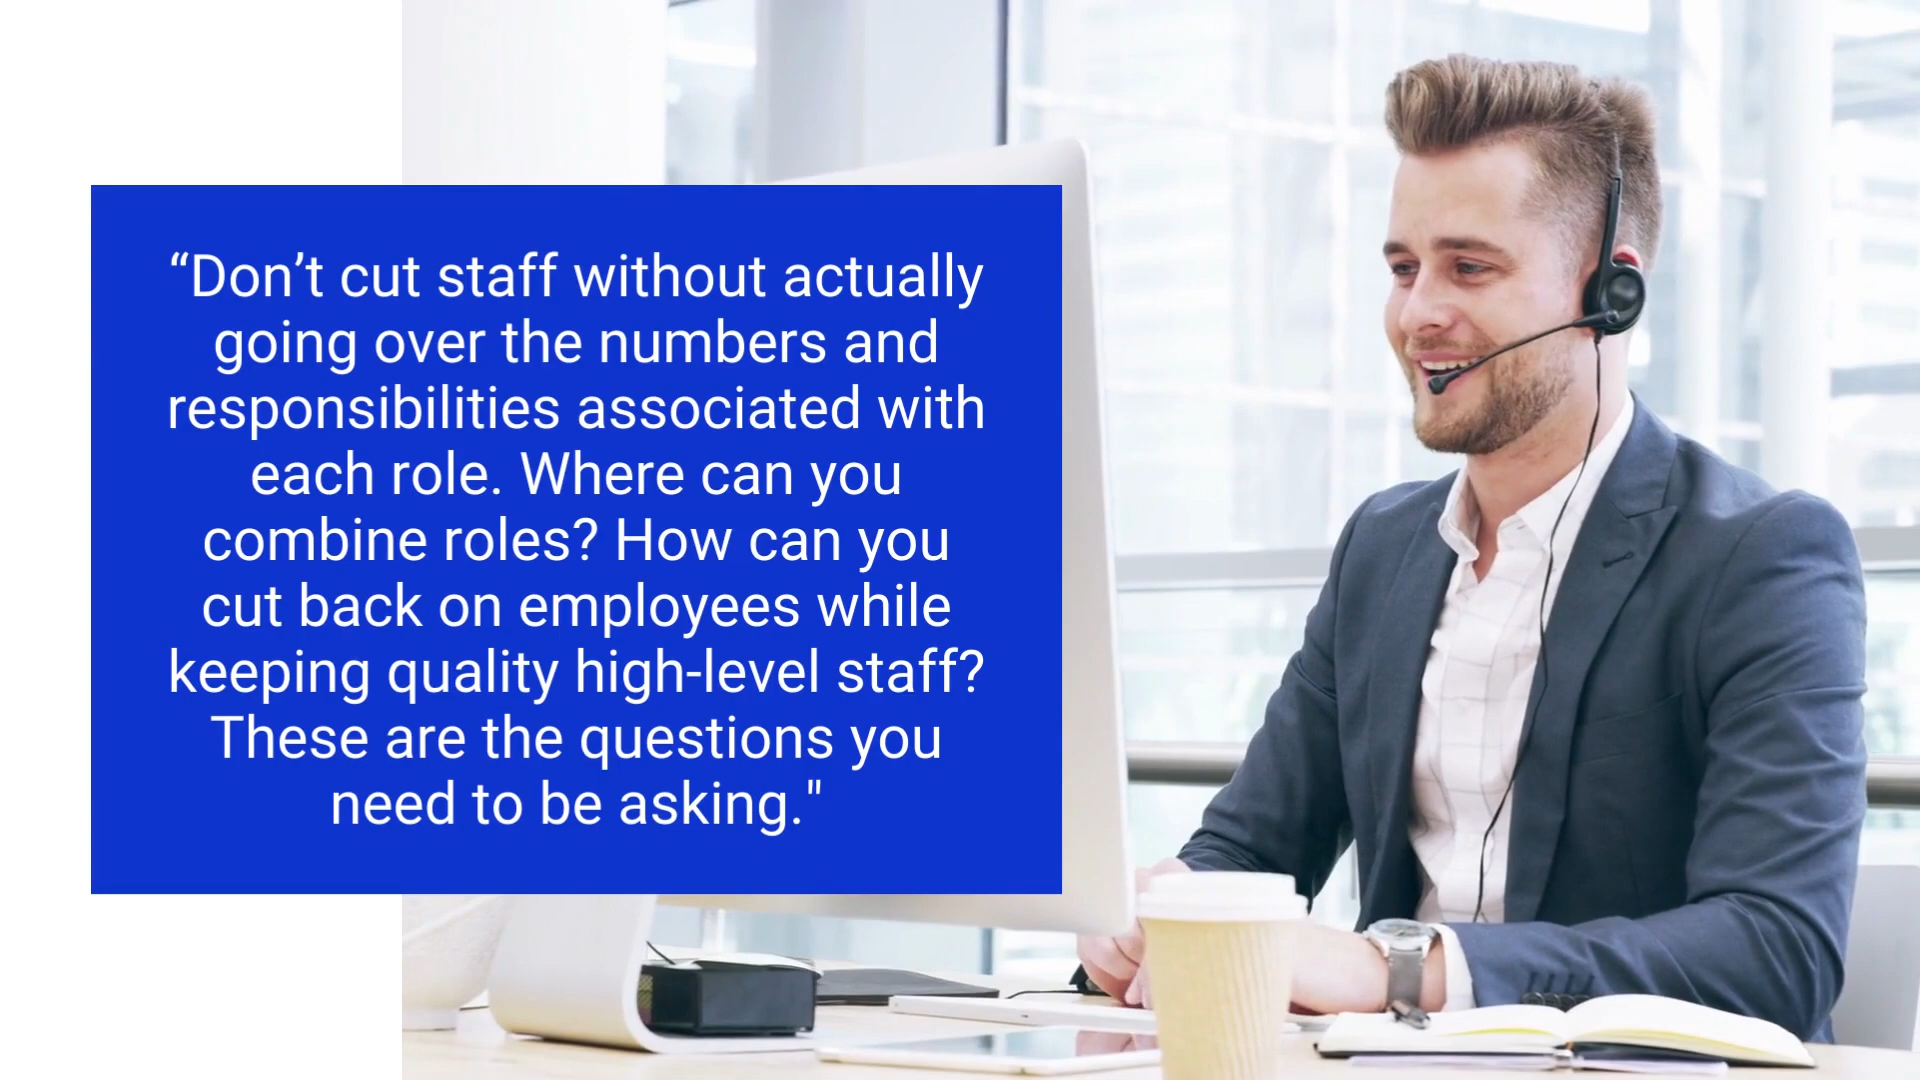 “Don’t cut staff without actually
going over the numbers and
responsibilities associated with
each role. Where can you
combine roles? How can you
cut back on employees while
keeping quality high-level staff?
These are the questions you
need to be asking."